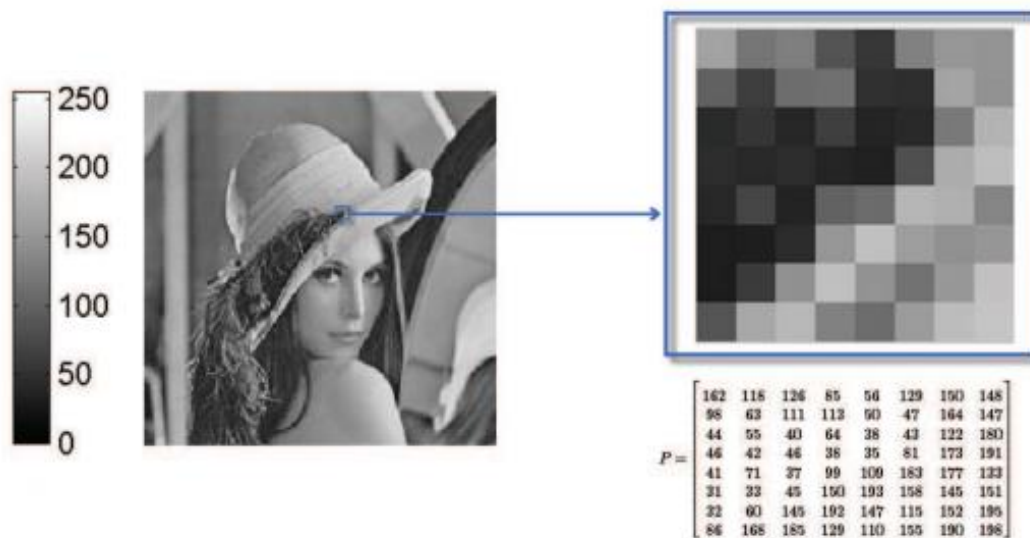 250
200
150
100
50
0
P =
162 118 126 85 56 129 150 148
98 63 111 113 50 47 164 147
44 55 40 64 38 43 122 180
46 42 46 38 35 81 173 191
41 71 37 99 109 183 177 133
31 33 45 150 193 158 145 151
32 60 145 192 147 115 152 195
86 168 185 129 110 155 190 198